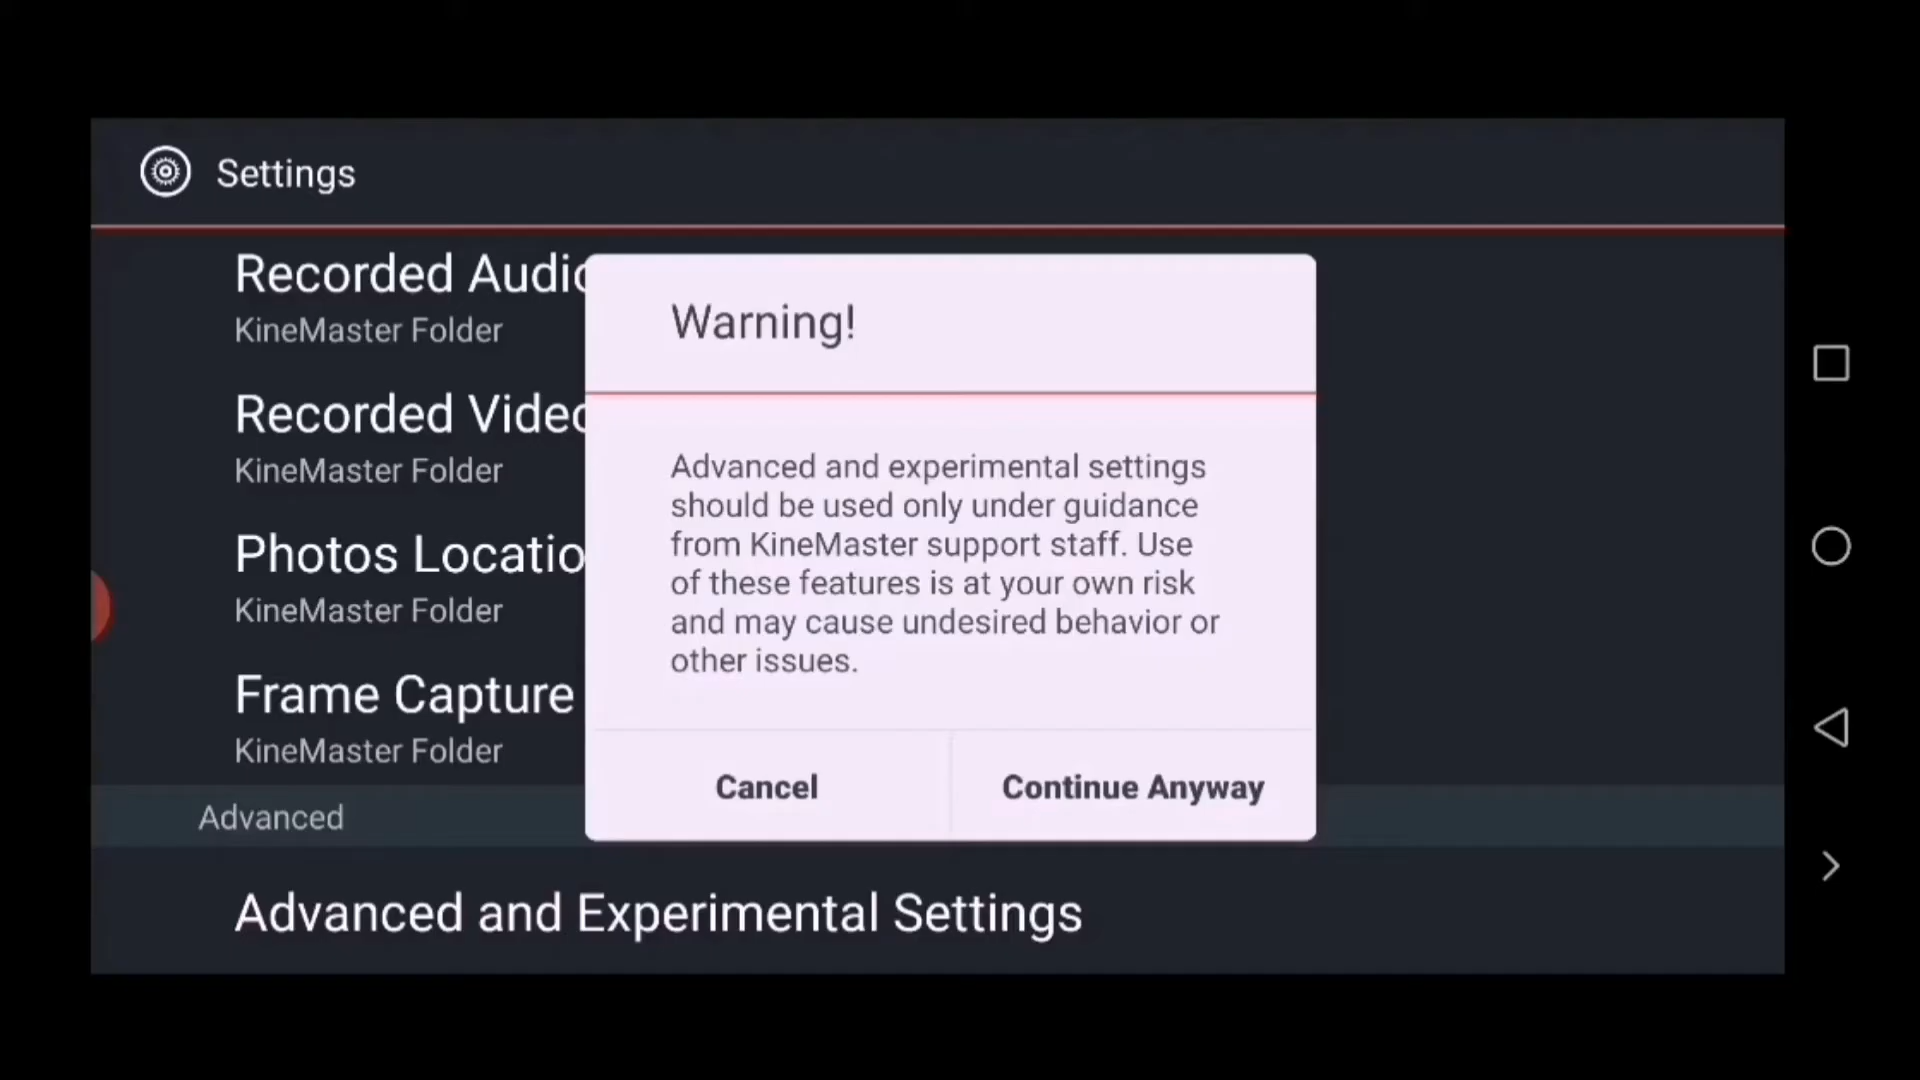 Settings
Recorded Audio
KineMaster Folder
Recorded Video
KineMaster Folder
Photos Locatio
KineMaster Folder
Frame Capture
KineMaster Folder
Advanced
Advanced and Experimental Settings
Warning!
Advanced and experimental settings
should be used only under guidance
from KineMaster support staff. Use
of these features is at your own risk
and may cause undesired behavior or
other issues.
Cancel
Continue Anyway